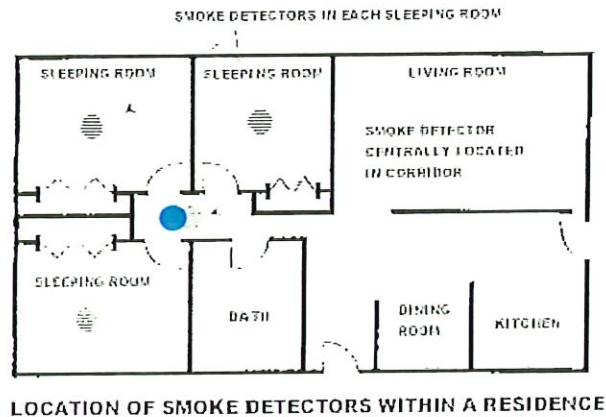 SMOKE DETECTORS IN EACH SLEEPING ROOM
SLEEPING ROOM
SLEEPING ROOM
LIVING ROOM
SMOKE DETECTOR
CENTRALLY LOCATED
IN CORRIDOR
SLEEPING ROOM
BATH
DINING
ROOM
KITCHEN
LOCATION OF SMOKE DETECTORS WITHIN A RESIDENCE